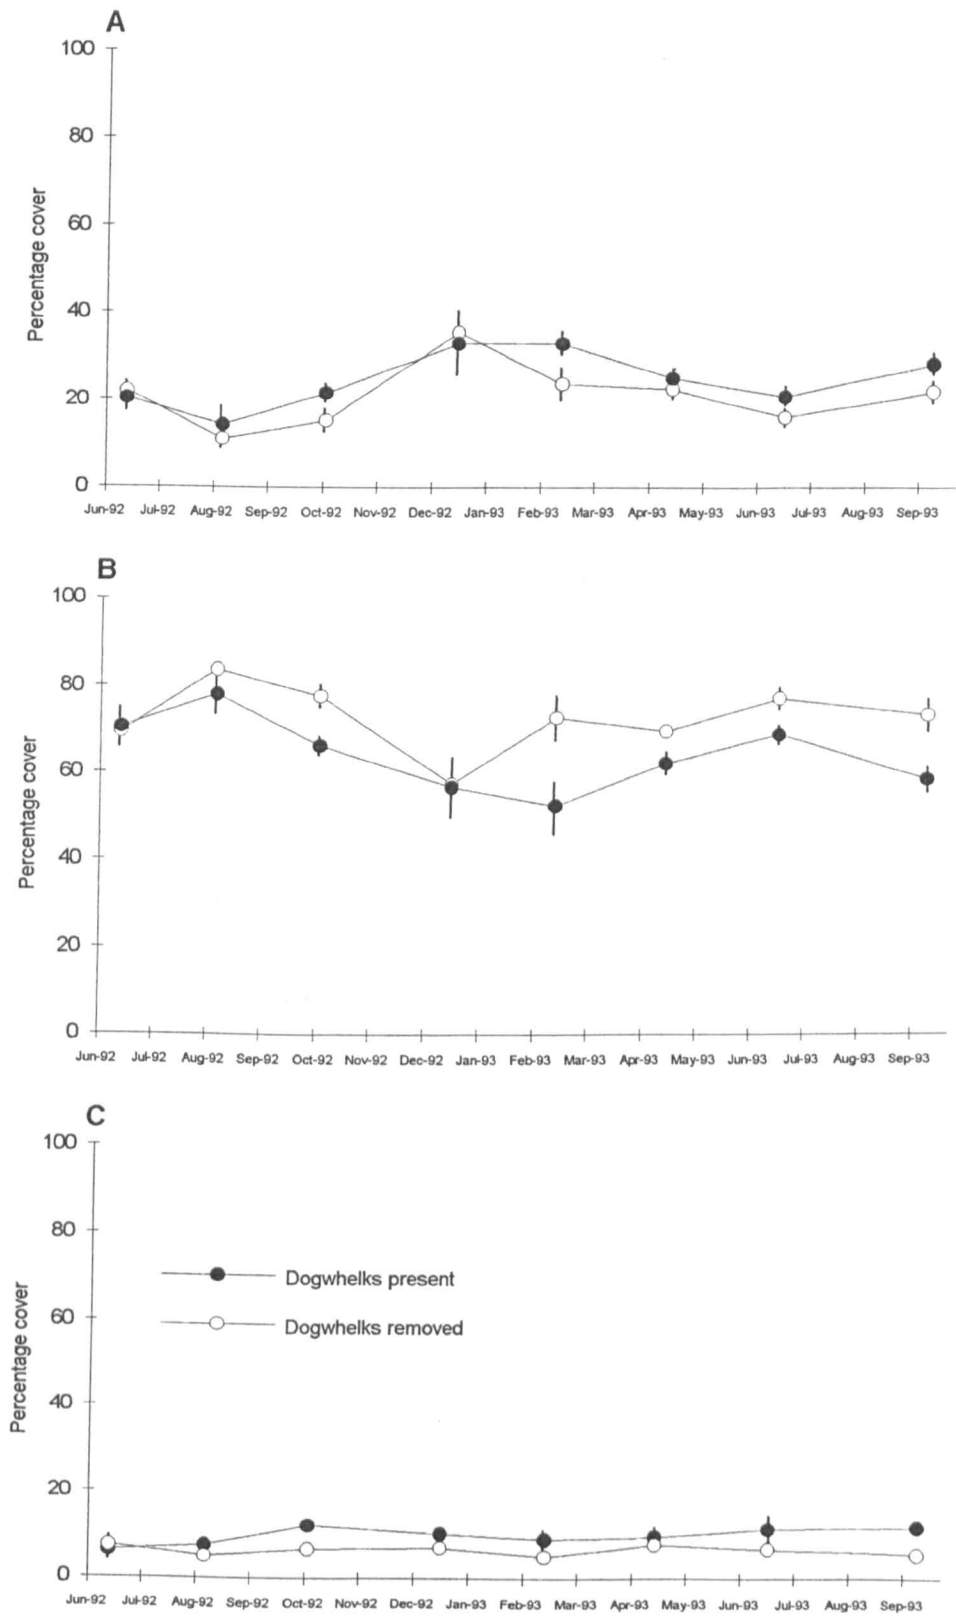 A
100
80
60
40
20
0
Percentage cover
Jun-92 Jul-92 Aug-92 Sep-92 Oct-92 Nov-92 Dec-92 Jan-93 Feb-93 Mar-93 Apr-93 May-93 Jun-93 Jul-93 Aug-93 Sep-93
B
100
80
60
40
20
0
Percentage cover
Jun-92 Jul-92 Aug-92 Sep-92 Oct-92 Nov-92 Dec-92 Jan-93 Feb-93 Mar-93 Apr-93 May-93 Jun-93 Jul-93 Aug-93 Sep-93
C
100
80
60
40
20
0
Percentage cover
Dogwhelks present
Dogwhelks removed
Jun-92 Jul-92 Aug-92 Sep-92 Oct-92 Nov-92 Dec-92 Jan-93 Feb-93 Mar-93 Apr-93 May-93 Jun-93 Jul-93 Aug-93 Sep-93